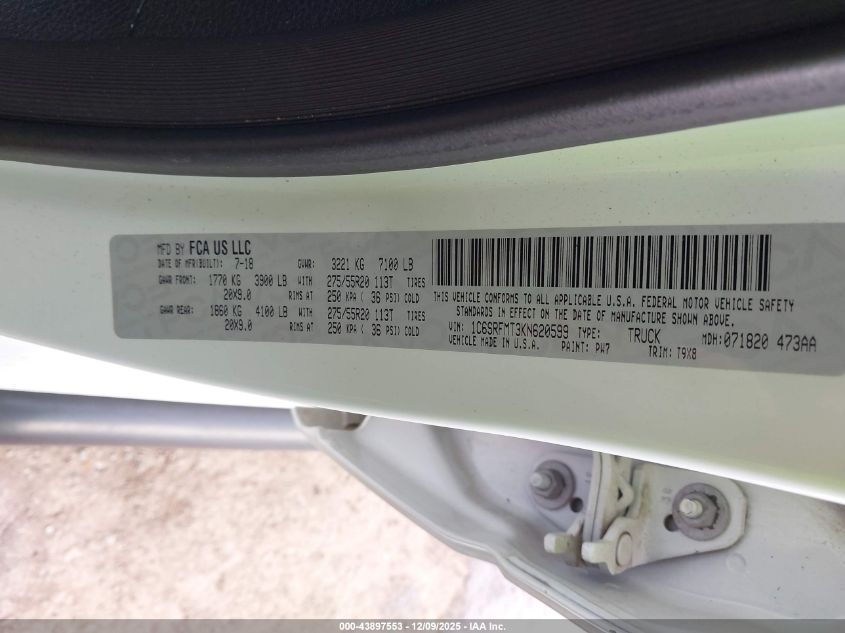 MFD BY FCA US LLC
DATE OF MFR(BUILT): 7-18 GVWR: 3221 KG 7100 LB
GAWR FRONT: 1770 KG 3900 LB WITH 275/55R20 113T TIRES
20X9.0 RIMS AT 250 KPA ( 36 PSI) COLD
GAWR REAR: 1860 KG 4100 LB WITH 275/55R20 113T TIRES
20X9.0 RIMS AT 250 KPA ( 36 PSI) COLD
THIS VEHICLE CONFORMS TO ALL APPLICABLE U.S.A. FEDERAL MOTOR VEHICLE SAFETY
STANDARDS IN EFFECT ON THE DATE OF MANUFACTURE SHOWN ABOVE.
VIN: 1C6SRFMT3KN620599 TYPE: TRUCK MDH:071820 473AA
VEHICLE MADE IN U.S.A. PAINT: PW7 TRIM: T9X8
000-43897553 - 12/09/2025 - IAA Inc.